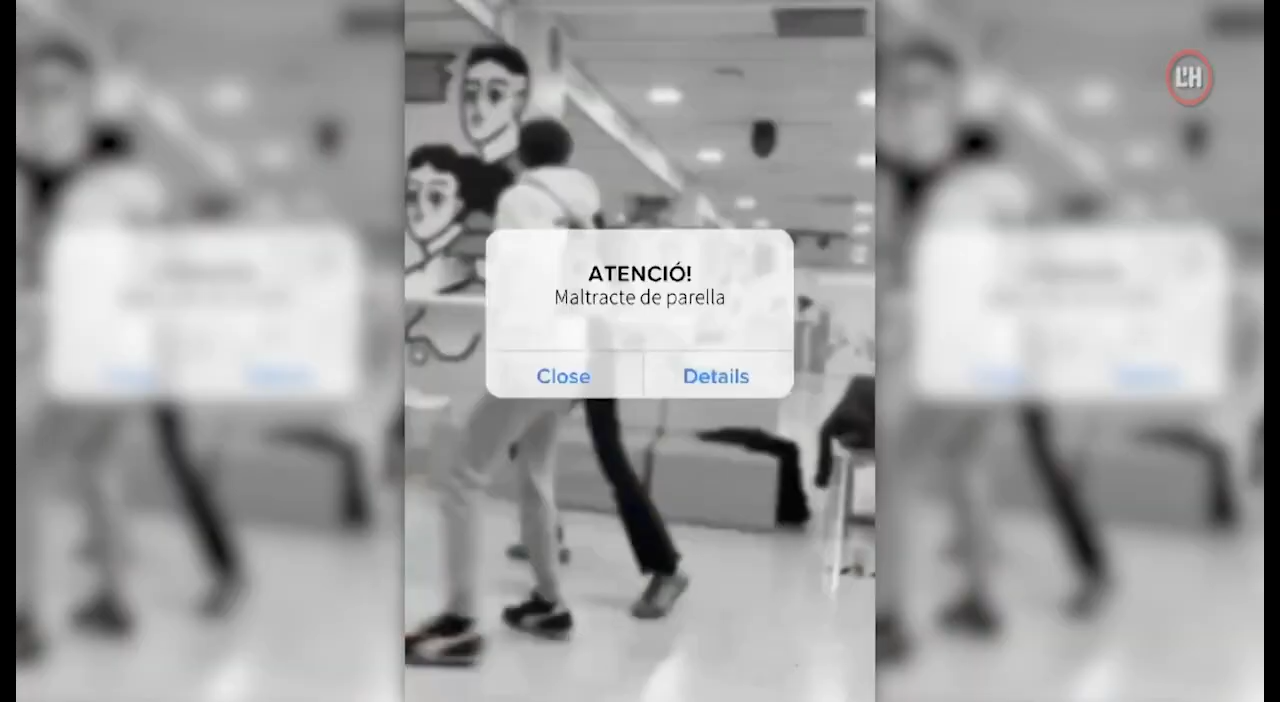 L'H
ATENCIÓ!
Maltracte de parella
Close
Details